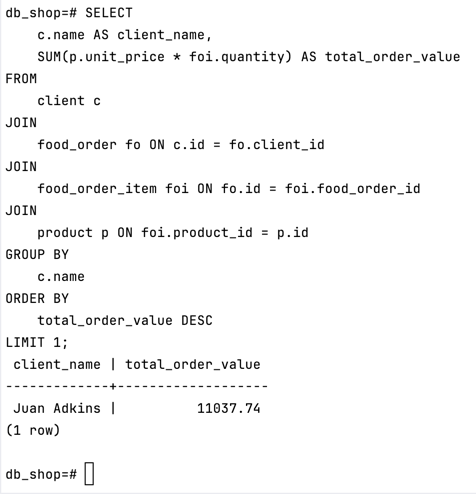 db_shop=# SELECT
    c.name AS client_name,
    SUM(p.unit_price * foi.quantity) AS total_order_value
FROM
    client c
JOIN
    food_order fo ON c.id = fo.client_id
JOIN
    food_order_item foi ON fo.id = foi.food_order_id
JOIN
    product p ON foi.product_id = p.id
GROUP BY
    c.name
ORDER BY
    total_order_value DESC
LIMIT 1;
 client_name | total_order_value
-------------+-------------------
 Juan Adkins |          11037.74
(1 row)

db_shop=#